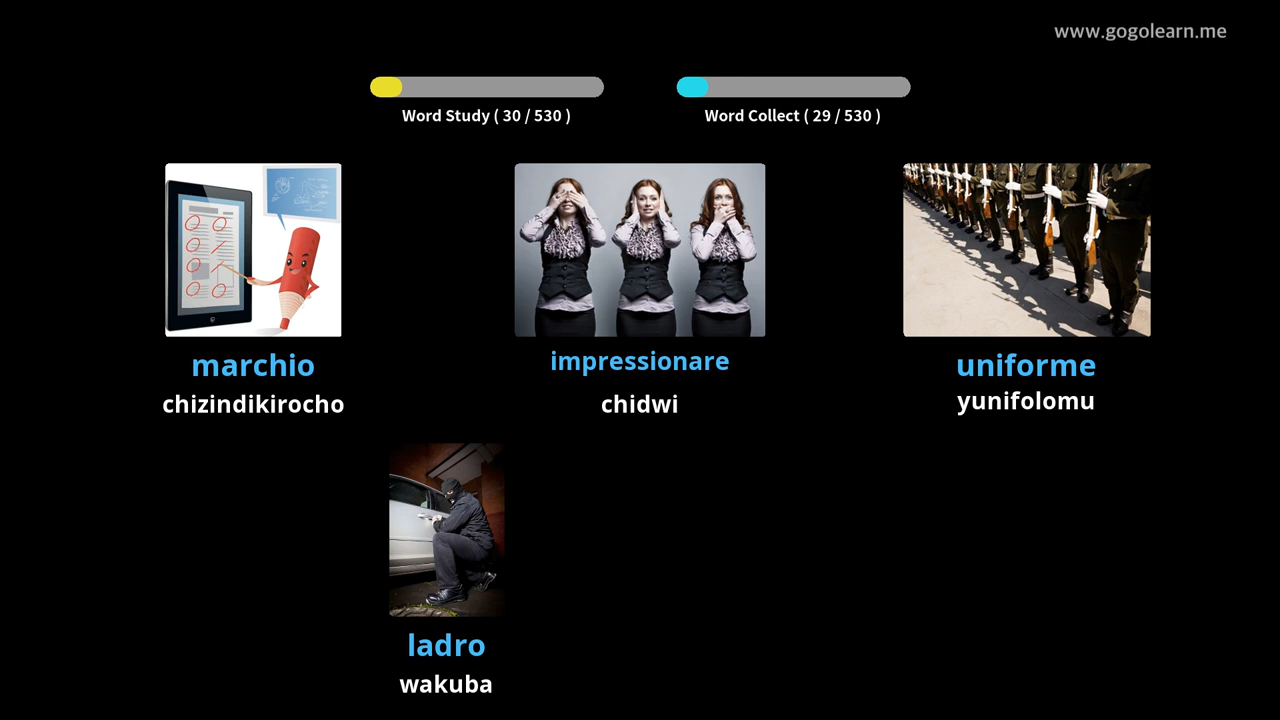 www.gogolearn.me
Word Study ( 30 / 530 )
Word Collect ( 29 / 530 )
marchio
chizindikirocho
impressionare
chidwi
uniforme
yunifolomu
ladro
wakuba